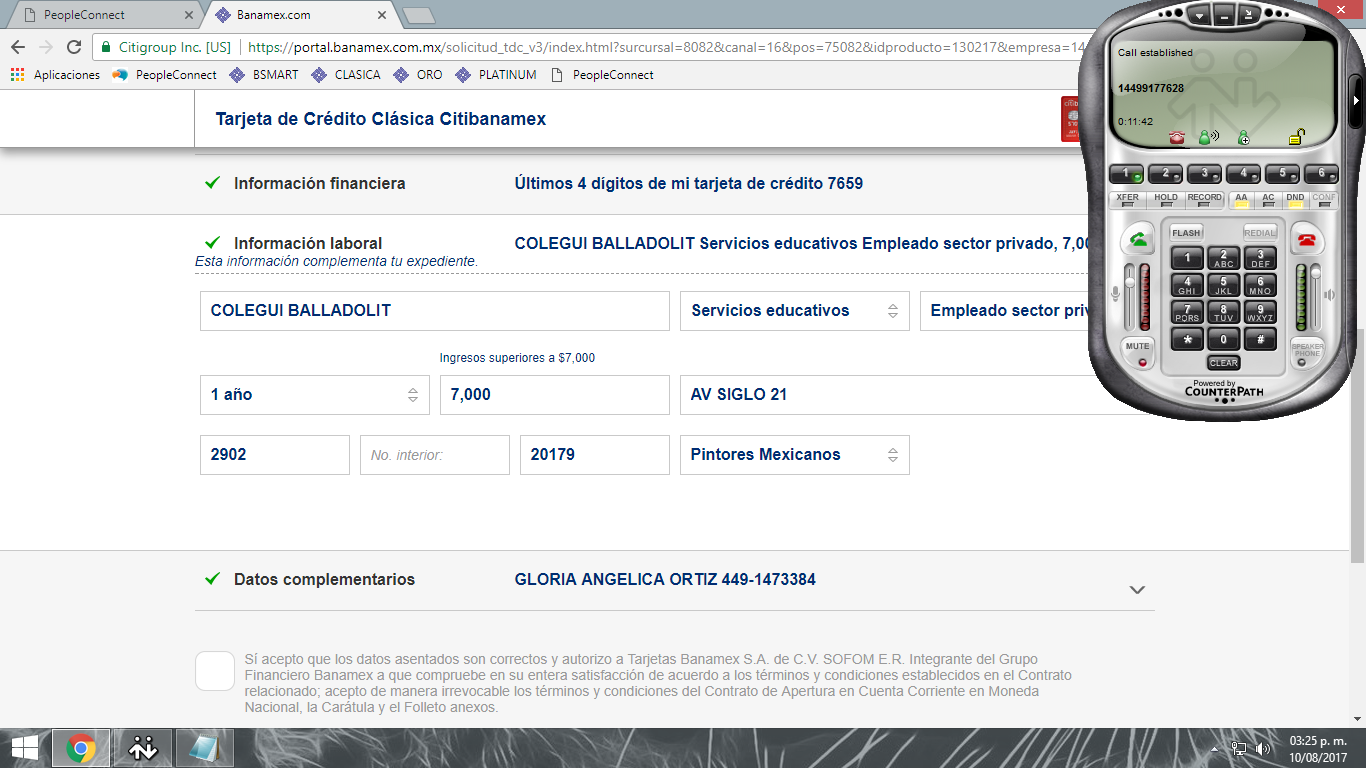 PeopleConnect
Banamex.com
Citigroup Inc. [US] https://portal.banamex.com.mx/solicitud_tdc_v3/index.html?surcursal=8082&canal=16&pos=75082&idproducto=130217&empresa=14
Aplicaciones PeopleConnect BSMART CLASICA ORO PLATINUM PeopleConnect
Tarjeta de Crédito Clásica Citibanamex
Información financiera Últimos 4 dígitos de mi tarjeta de crédito 7659
Información laboral COLEGUI BALLADOLIT Servicios educativos Empleado sector privado, 7,00
Esta información complementa tu expediente.
COLEGUI BALLADOLIT Servicios educativos Empleado sector priv
Ingresos superiores a $7,000
1 año 7,000 AV SIGLO 21
2902 No. interior: 20179 Pintores Mexicanos
Datos complementarios GLORIA ANGELICA ORTIZ 449-1473384
Sí acepto que los datos asentados son correctos y autorizo a Tarjetas Banamex S.A. de C.V. SOFOM E.R. Integrante del Grupo
Financiero Banamex a que compruebe en su entera satisfacción de acuerdo a los términos y condiciones establecidos en el Contrato
relacionado; acepto de manera irrevocable los términos y condiciones del Contrato de Apertura en Cuenta Corriente en Moneda
Nacional, la Carátula y el Folleto anexos.
Call established
14499177628
0:11:42
1 2 3 4 5 6
XFER HOLD RECORD AA AC DND CONF
FLASH REDIAL
1 2 ABC 3 DEF
4 GHI 5 JKL 6 MNO
7 PQRS 8 TUV 9 WXYZ
* 0 #
MUTE SPEAKER PHONE
CLEAR
Powered by
COUNTERPATH
03:25 p. m.
10/08/2017